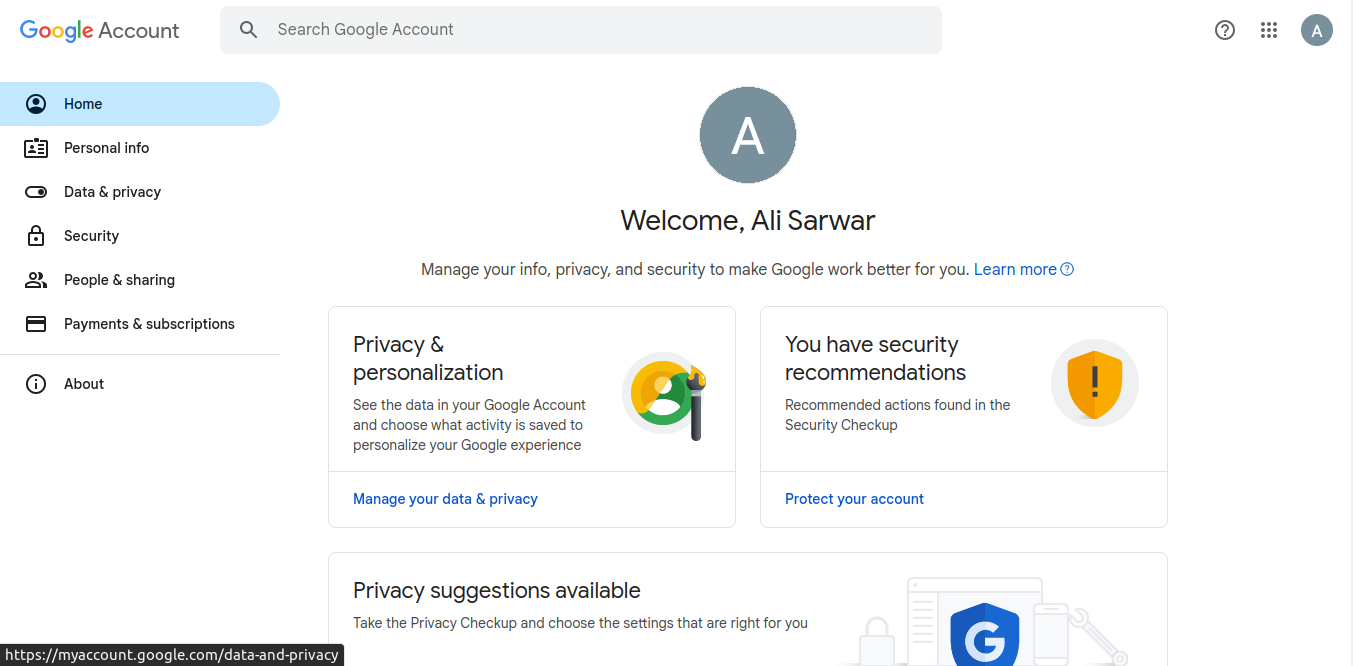 Google Account
Search Google Account
A
Home
Personal info
Data & privacy
Security
People & sharing
Payments & subscriptions
About
A
Welcome, Ali Sarwar
Manage your info, privacy, and security to make Google work better for you. Learn more
Privacy &
personalization
See the data in your Google Account
and choose what activity is saved to
personalize your Google experience
Manage your data & privacy
You have security
recommendations
Recommended actions found in the
Security Checkup
Protect your account
Privacy suggestions available
Take the Privacy Checkup and choose the settings that are right for you
G
https://myaccount.google.com/data-and-privacy